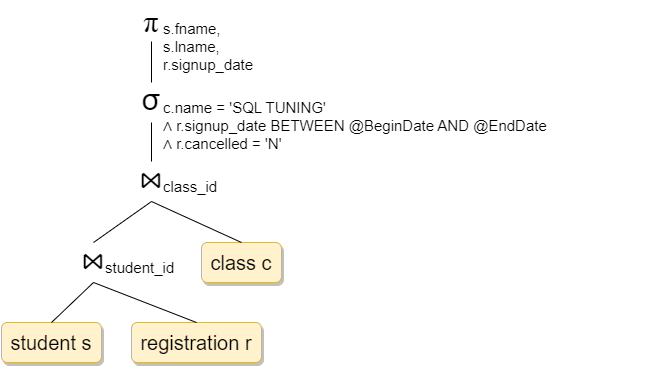 π s.fname,
s.lname,
r.signup_date
σ c.name = 'SQL TUNING'
∧ r.signup_date BETWEEN @BeginDate AND @EndDate
∧ r.cancelled = 'N'
⋈ class_id
⋈ student_id
class c
student s
registration r